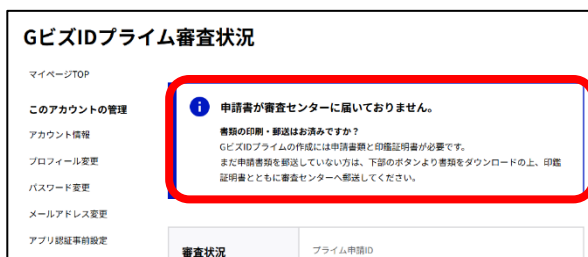 GビズIDプライム審査状況
マイページTOP
このアカウントの管理
アカウント情報
プロフィール変更
パスワード変更
メールアドレス変更
アプリ認証事前設定
申請書が審査センターに届いておりません。
書類の印刷・郵送はお済みですか？
GビズIDプライムの作成には申請書類と印鑑証明書が必要です。
まだ申請書類を郵送していない方は、下部のボタンより書類をダウンロードの上、印鑑
証明書とともに審査センターへ郵送してください。
審査状況
プライム申請ID